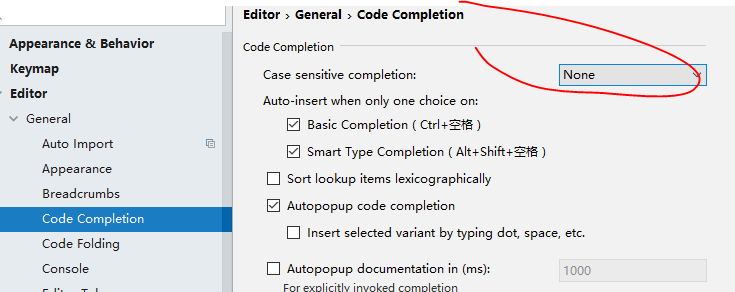 Editor › General › Code Completion
Appearance & Behavior
Keymap
Editor
General
Auto Import
Appearance
Breadcrumbs
Code Completion
Code Folding
Console
Code Completion
Case sensitive completion: None
Auto-insert when only one choice on:
Basic Completion ( Ctrl+空格 )
Smart Type Completion ( Alt+Shift+空格 )
Sort lookup items lexicographically
Autopopup code completion
Insert selected variant by typing dot, space, etc.
Autopopup documentation in (ms): 1000
For explicitly invoked completion